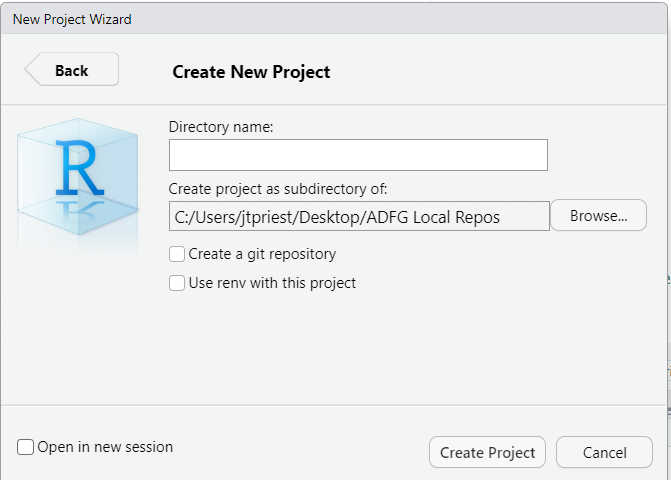 New Project Wizard
Back
Create New Project
R
Directory name:
Create project as subdirectory of:
C:/Users/jtpriest/Desktop/ADFG Local Repos
Browse...
Create a git repository
Use renv with this project
Open in new session
Create Project
Cancel